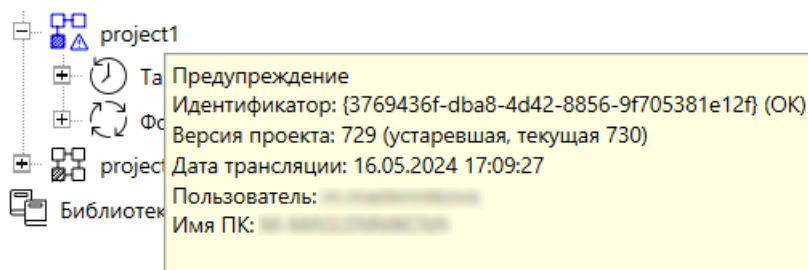 project1
Та
Фо
project
Библиотек
Предупреждение
Идентификатор: {3769436f-dba8-4d42-8856-9f705381e12f} (ОК)
Версия проекта: 729 (устаревшая, текущая 730)
Дата трансляции: 16.05.2024 17:09:27
Пользователь:
Имя ПК: